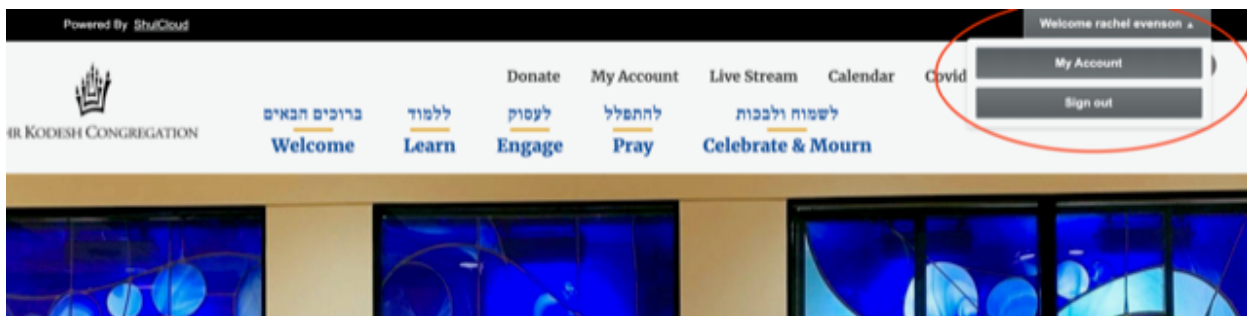 Powered By ShulCloud
Welcome rachel evenson ▲
My Account
Sign out
Donate My Account Live Stream Calendar Covid
HR KODESH CONGREGATION
ברוכים הבאים ללמוד לעסוק להתפלל לשמוח ולבכות
Welcome Learn Engage Pray Celebrate & Mourn